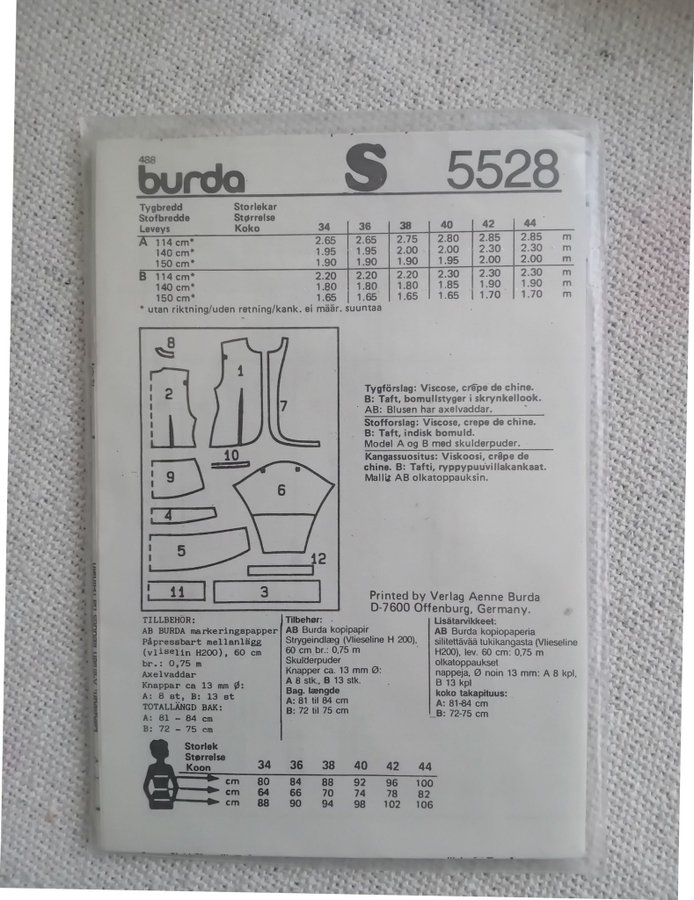 488
burda S 5528
Tygbredd Storlekar
Stofbredde Størrelse
Leveys Koko 34 36 38 40 42 44
A 114 cm* 2.65 2.65 2.75 2.80 2.85 2.85 m
140 cm* 1.95 1.95 2.00 2.00 2.30 2.30 m
150 cm* 1.90 1.90 1.90 1.95 2.00 2.00 m
B 114 cm* 2.20 2.20 2.20 2.30 2.30 2.30 m
140 cm* 1.80 1.80 1.80 1.85 1.90 1.90 m
150 cm* 1.65 1.65 1.65 1.65 1.70 1.70 m
* utan riktning/uden retning/kank. ei määr. suuntaa
8
2
1
7
10
9
6
4
5
12
11
3
Tygförslag: Viscose, crêpe de chine.
B: Taft, bomullstyger i skrynkellook.
AB: Blusen har axelvaddar.
Stofforslag: Viscose, crepe de chine.
B: Taft, indisk bomuld.
Model A og B med skulderpuder.
Kangassuositus: Viskoosi, crêpe de
chine. B: Tafti, ryppypuuvillakankaat.
Malliz AB olkatoppauksin.
Printed by Verlag Aenne Burda
D-7600 Offenburg, Germany.
TILLBEHÖR:
AB BURDA markeringspapper
Påpressbart mellanlägg
(vliselin H200), 60 cm
br.: 0,75 m
Axelvaddar
Knappar ca 13 mm Ø:
A: 8 st, B: 13 st
TOTALLÄNGD BAK:
A: 81 - 84 cm
B: 72 - 75 cm
Tilbehør:
AB Burda kopipapir
Strygeindlæg (Vlieseline H 200),
60 cm br.: 0,75 m
Skulderpuder
Knapper ca. 13 mm Ø:
A 8 stk., B 13 stk.
Bag. længde
A: 81 til 84 cm
B: 72 til 75 cm
Lisätarvikkeet:
AB Burda kopiopaperia
silitettävää tukikangasta (Vlieseline
H200), lev. 60 cm: 0,75 m
olkatoppaukset
nappeja, Ø noin 13 mm: A 8 kpl,
B 13 kpl
koko takapituus:
A: 81-84 cm
B: 72-75 cm
Storlek
Størrelse
Koon 34 36 38 40 42 44
cm 80 84 88 92 96 100
cm 64 66 70 74 78 82
cm 88 90 94 98 102 106